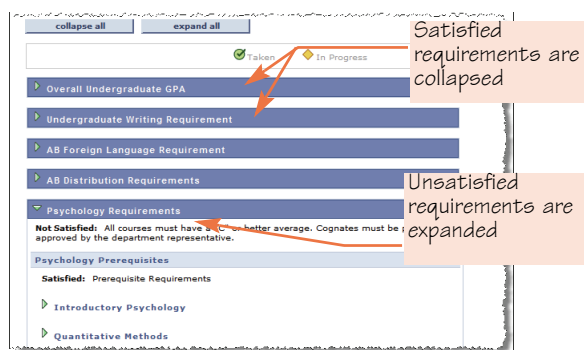 collapse all expand all
Satisfied
requirements are
collapsed
Taken In Progress
Overall Undergraduate GPA
Undergraduate Writing Requirement
AB Foreign Language Requirement
AB Distribution Requirements
Unsatisfied
requirements are
expanded
Psychology Requirements
Not Satisfied: All courses must have a "C" or better average. Cognates must be
approved by the department representative.
Psychology Prerequisites
Satisfied: Prerequisite Requirements
Introductory Psychology
Quantitative Methods